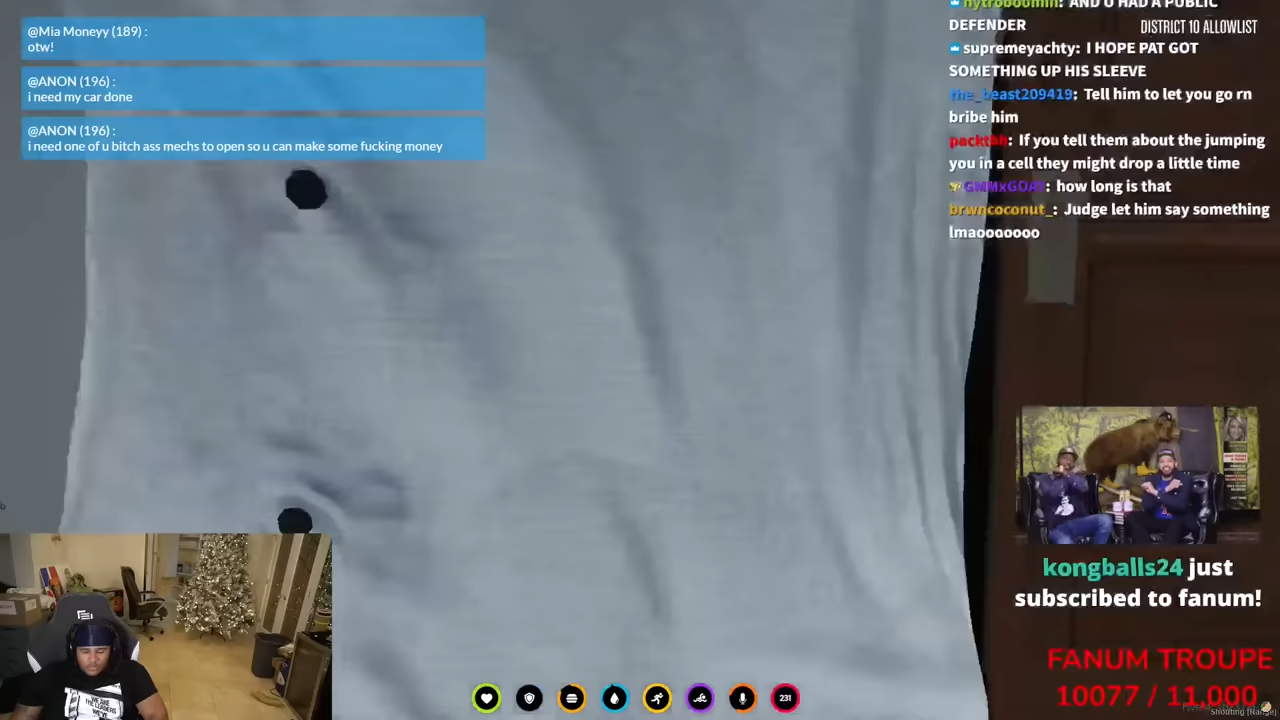 @Mia Moneyy (189) :
otw!
@ANON (196) :
i need my car done
@ANON (196) :
i need one of u bitch ass mechs to open so u can make some fucking money
AND U HAD A PUBLIC
DEFENDER
DISTRICT 10 ALLOWLIST
supremeyachty: I HOPE PAT GOT
SOMETHING UP HIS SLEEVE
the_beast209419: Tell him to let you go rn
bribe him
If you tell them about the jumping
you in a cell they might drop a little time
GMMxGOAT: how long is that
brwncoconut_: Judge let him say something
lmaooooooo
kongballs24 just
subscribed to fanum!
FANUM TROUPE
10077 / 11,000
231
Shouting [Range]